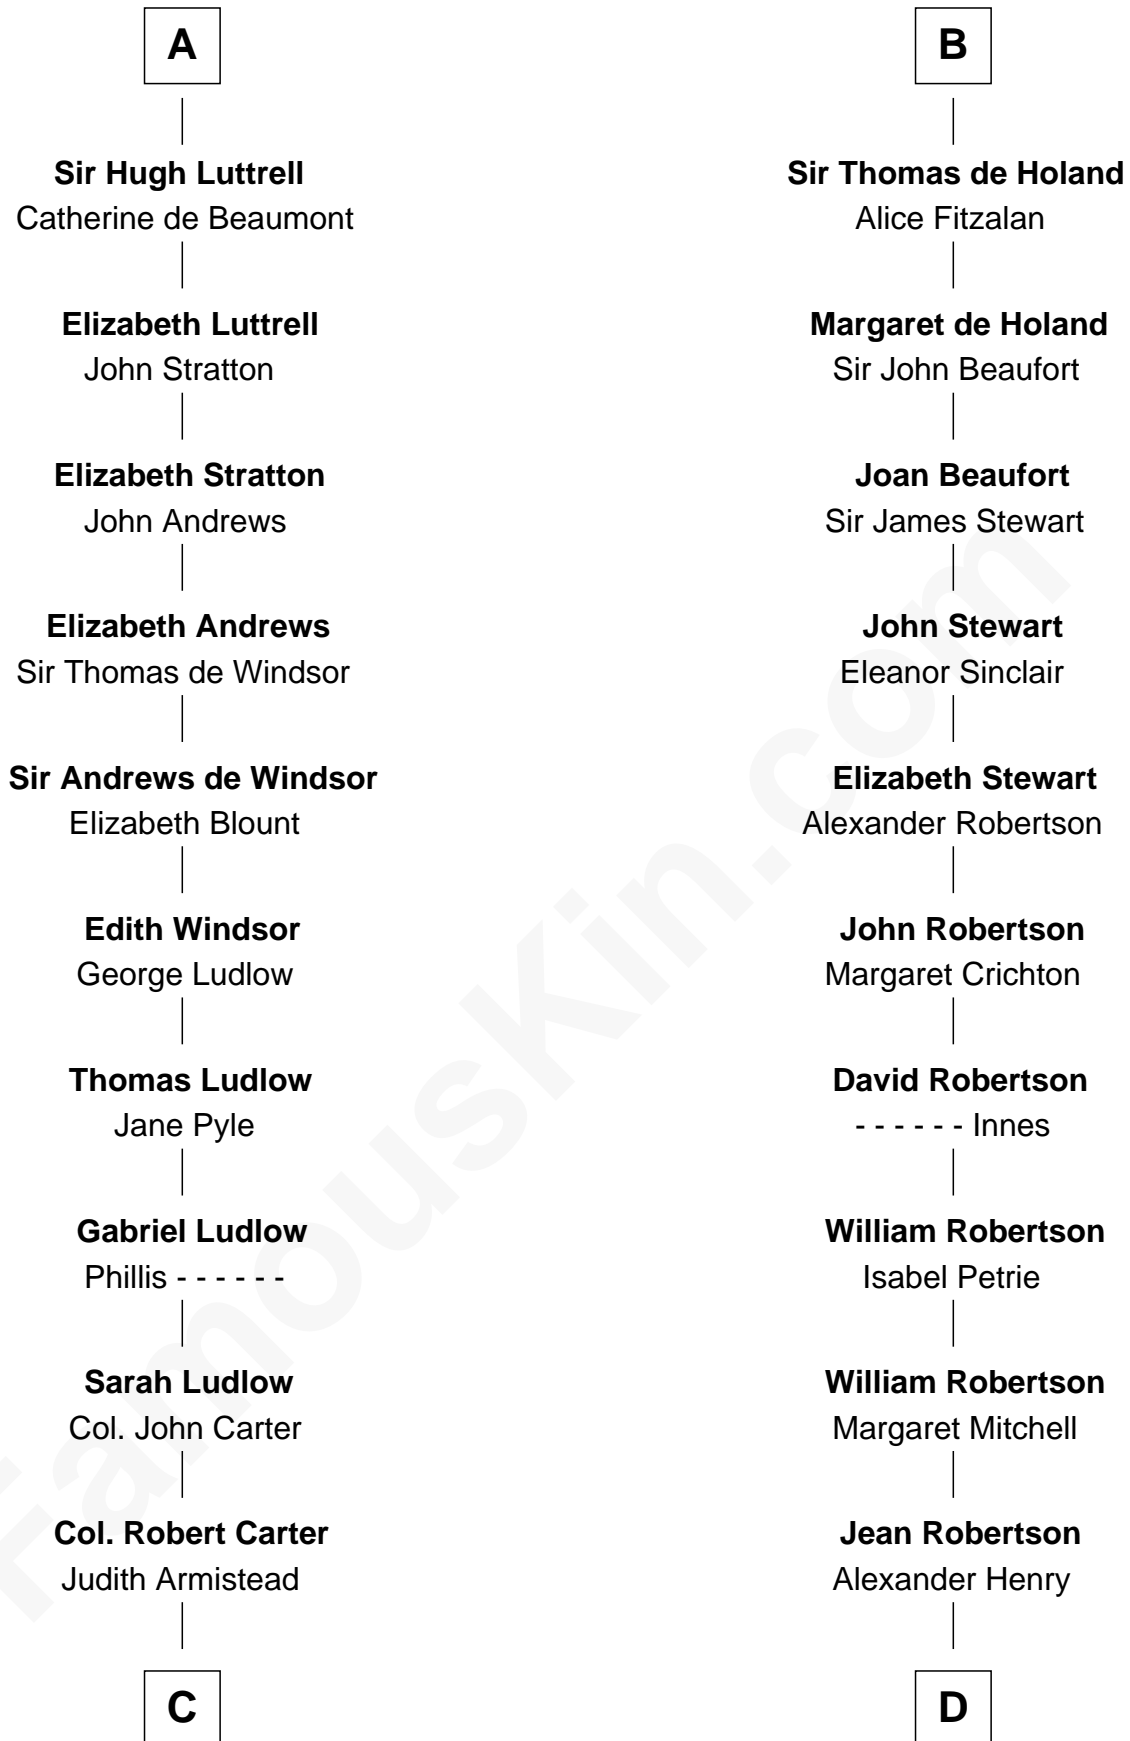 A
Sir Hugh Luttrell
Catherine de Beaumont
Elizabeth Luttrell
John Stratton
Elizabeth Stratton
John Andrews
Elizabeth Andrews
Sir Thomas de Windsor
Sir Andrews de Windsor
Elizabeth Blount
Edith Windsor
George Ludlow
Thomas Ludlow
Jane Pyle
Gabriel Ludlow
Phillis - - - - - -
Sarah Ludlow
Col. John Carter
Col. Robert Carter
Judith Armistead
C
B
Sir Thomas de Holand
Alice Fitzalan
Margaret de Holand
Sir John Beaufort
Joan Beaufort
Sir James Stewart
John Stewart
Eleanor Sinclair
Elizabeth Stewart
Alexander Robertson
John Robertson
Margaret Crichton
David Robertson
- - - - - - Innes
William Robertson
Isabel Petrie
William Robertson
Margaret Mitchell
Jean Robertson
Alexander Henry
D
FamousKin.com